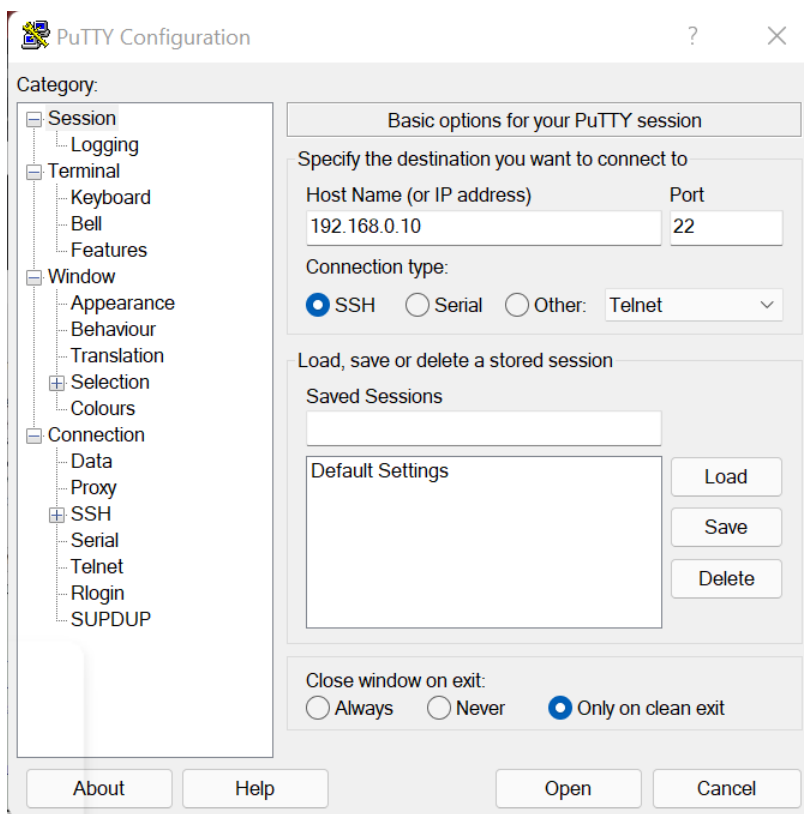 PuTTY Configuration
?
Category:
Session
Logging
Terminal
Keyboard
Bell
Features
Window
Appearance
Behaviour
Translation
Selection
Colours
Connection
Data
Proxy
SSH
Serial
Telnet
Rlogin
SUPDUP
Basic options for your PuTTY session
Specify the destination you want to connect to
Host Name (or IP address) Port
192.168.0.10 22
Connection type:
SSH Serial Other: Telnet
Load, save or delete a stored session
Saved Sessions
Default Settings
Load
Save
Delete
Close window on exit:
Always Never Only on clean exit
About Help Open Cancel